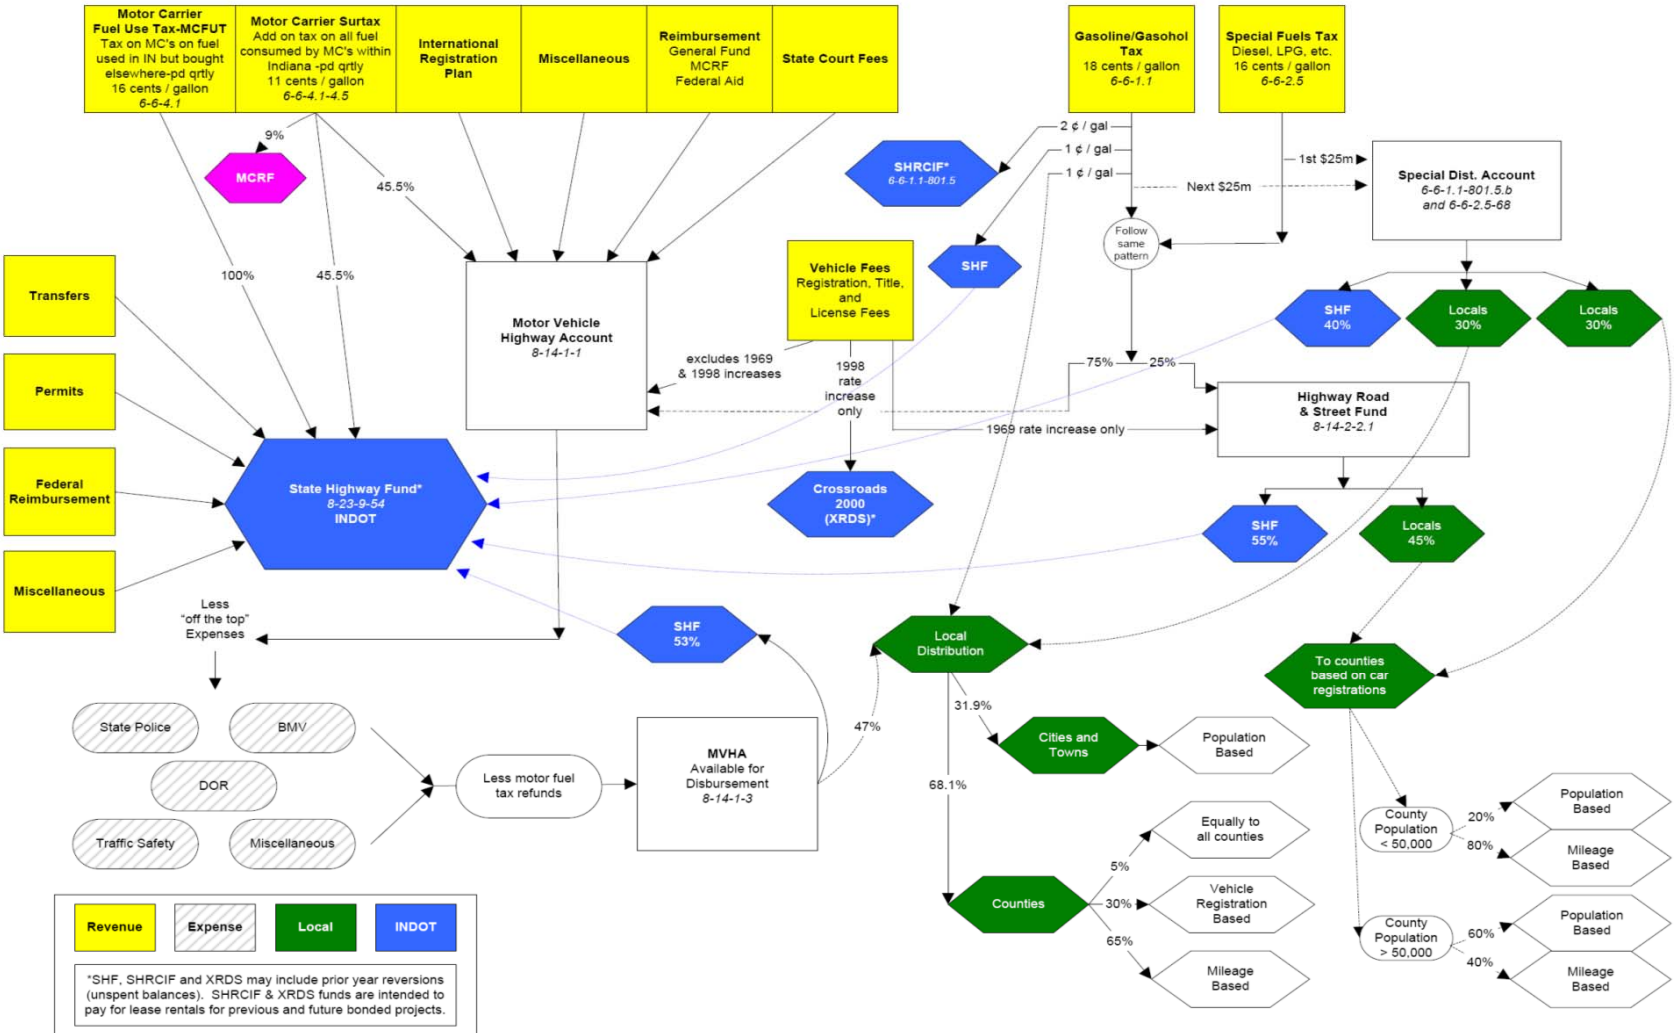 Motor Carrier
Fuel Use Tax-MCFUT
Tax on MC's on fuel
used in IN but bought
elsewhere-pd qrtly
16 cents / gallon
6-6-4.1
Motor Carrier Surtax
Add on tax on all fuel
consumed by MC's within
Indiana -pd qrtly
11 cents / gallon
6-6-4.1-4.5
International
Registration
Plan
Miscellaneous
Reimbursement
General Fund
MCRF
Federal Aid
State Court Fees
Gasoline/Gasohol
Tax
18 cents / gallon
6-6-1.1
Special Fuels Tax
Diesel, LPG, etc.
16 cents / gallon
6-6-2.5
9%
MCRF
45.5%
100%
45.5%
2 ¢ / gal
1 ¢ / gal
1 ¢ / gal
SHRCIF*
6-6-1.1-801.5
SHF
1st $25m
Next $25m
Special Dist. Account
6-6-1.1-801.5.b
and 6-6-2.5-68
Follow
same
pattern
SHF
40%
Locals
30%
Locals
30%
Transfers
Permits
Federal
Reimbursement
Miscellaneous
Motor Vehicle
Highway Account
8-14-1-1
Vehicle Fees
Registration, Title,
and
License Fees
excludes 1969
& 1998 increases
1998
rate
increase
only
75%
25%
Highway Road
& Street Fund
8-14-2-2.1
1969 rate increase only
State Highway Fund*
8-23-9-54
INDOT
Crossroads
2000
(XRDS)*
SHF
55%
Locals
45%
Less
"off the top"
Expenses
SHF
53%
Local
Distribution
To counties
based on car
registrations
State Police
BMV
DOR
Traffic Safety
Miscellaneous
Less motor fuel
tax refunds
MVHA
Available for
Disbursement
8-14-1-3
47%
31.9%
68.1%
Cities and
Towns
Population
Based
Counties
5%
30%
65%
Equally to
all counties
Vehicle
Registration
Based
Mileage
Based
County
Population
< 50,000
20%
80%
Population
Based
Mileage
Based
County
Population
> 50,000
60%
40%
Population
Based
Mileage
Based
Revenue
Expense
Local
INDOT
*SHF, SHRCIF and XRDS may include prior year reversions
(unspent balances). SHRCIF & XRDS funds are intended to
pay for lease rentals for previous and future bonded projects.